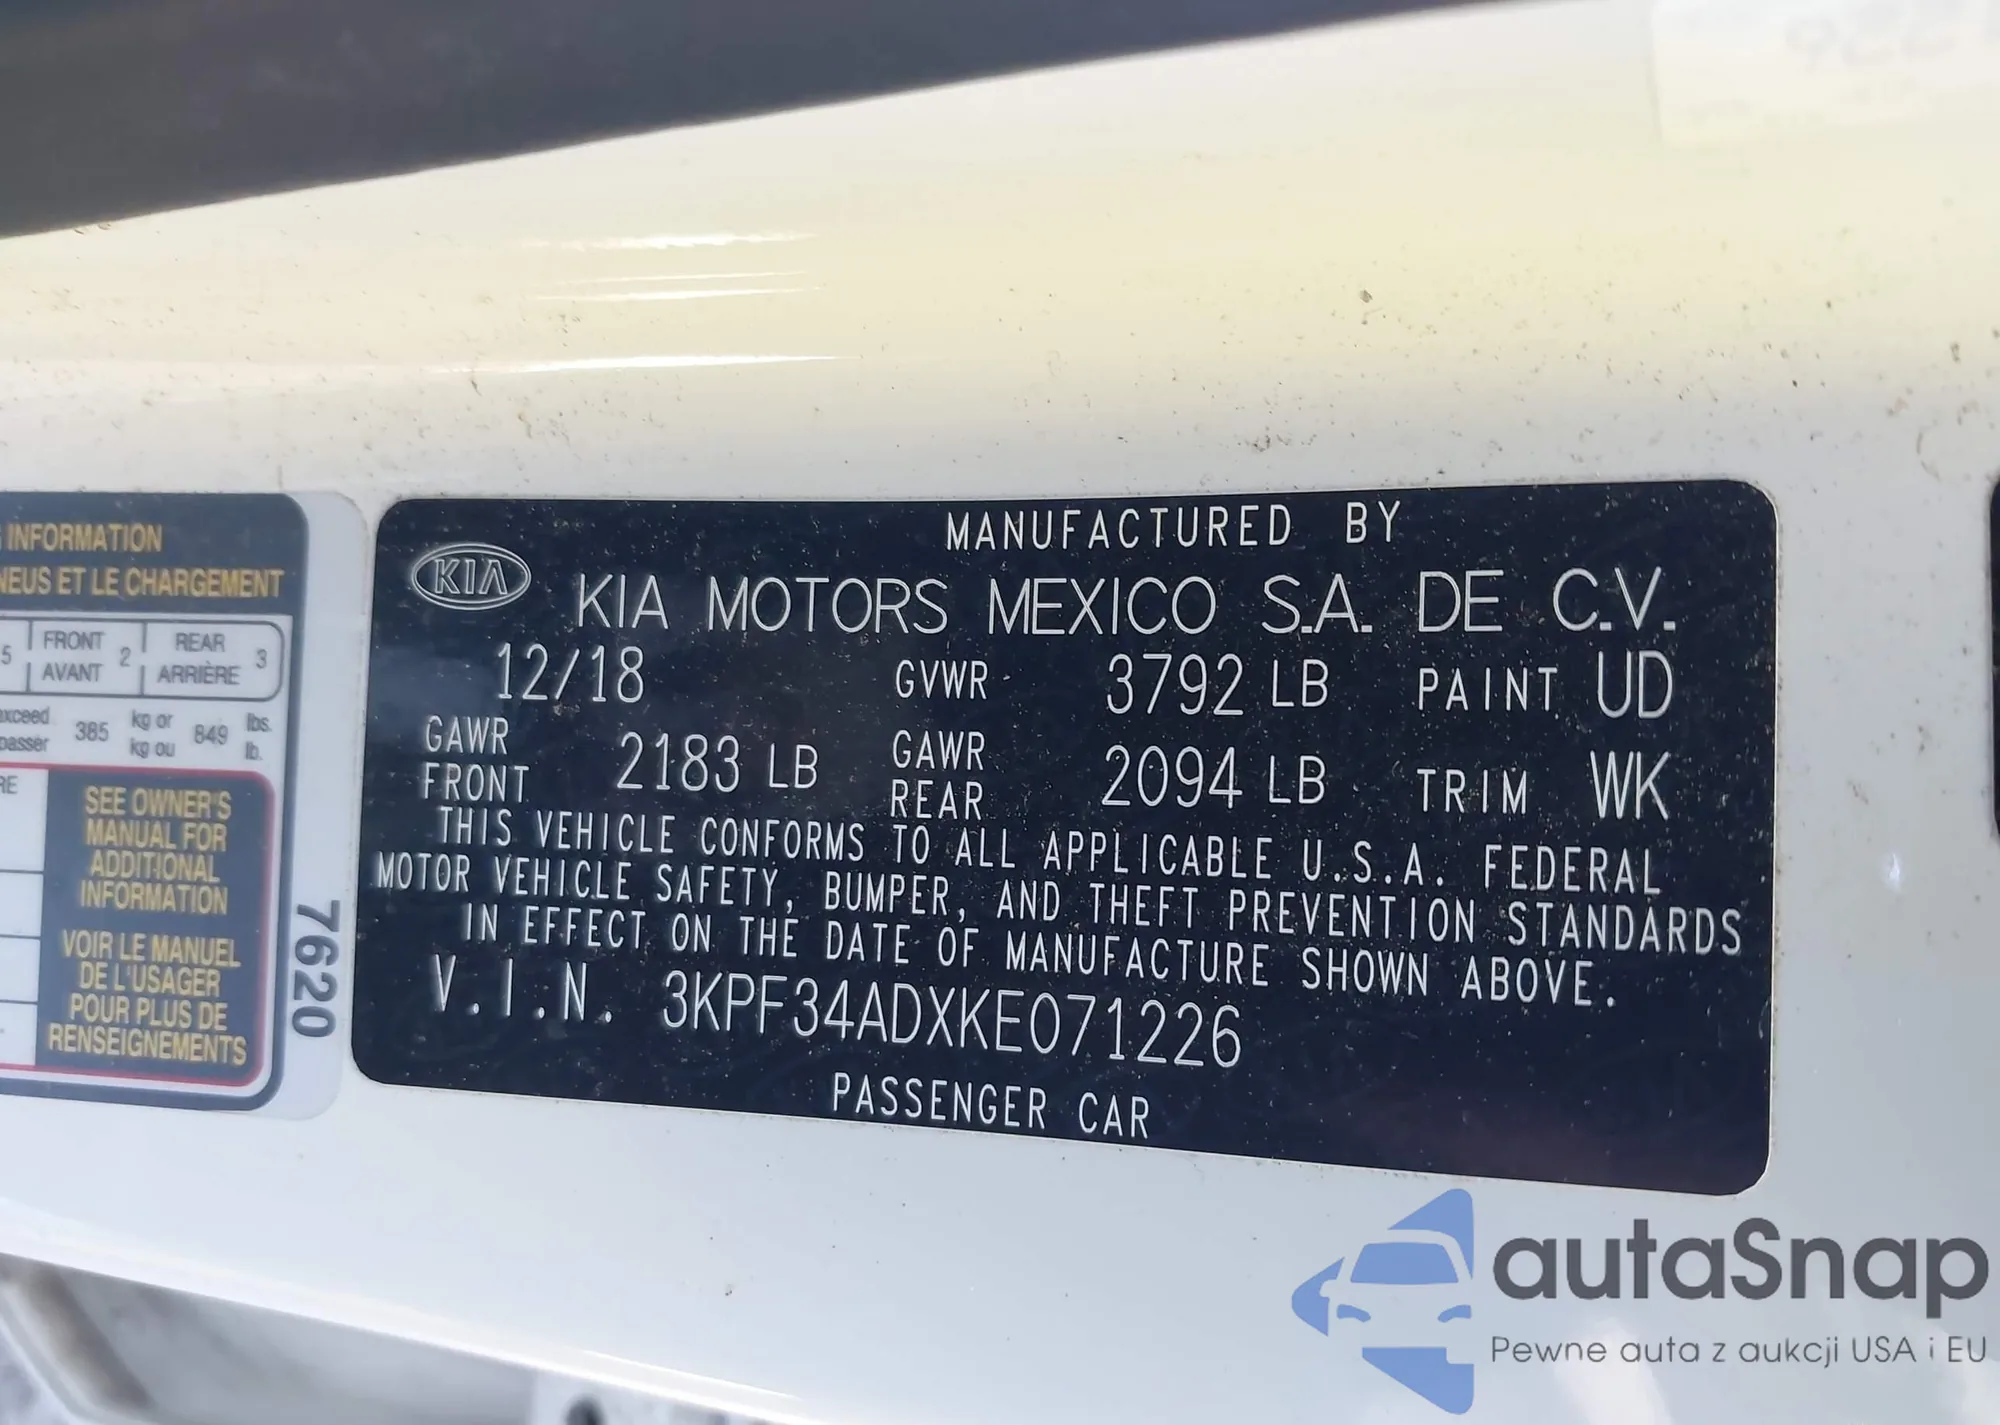 INFORMATION
NEUS ET LE CHARGEMENT
5 FRONT AVANT 2 REAR ARRIÈRE 3
exceed passer 385 kg or kg ou 849 lbs. lb.
RE
SEE OWNER'S
MANUAL FOR
ADDITIONAL
INFORMATION
VOIR LE MANUEL
DE L'USAGER
POUR PLUS DE
RENSEIGNEMENTS
7620
MANUFACTURED BY
KIA KIA MOTORS MEXICO S.A. DE C.V.
12/18 GVWR 3792 LB PAINT UD
GAWR FRONT 2183 LB GAWR REAR 2094 LB TRIM WK
THIS VEHICLE CONFORMS TO ALL APPLICABLE U.S.A. FEDERAL
MOTOR VEHICLE SAFETY, BUMPER, AND THEFT PREVENTION STANDARDS
IN EFFECT ON THE DATE OF MANUFACTURE SHOWN ABOVE.
V.I.N. 3KPF34ADXKE071226
PASSENGER CAR
autaSnap
Pewne auta z aukcji USA i EU